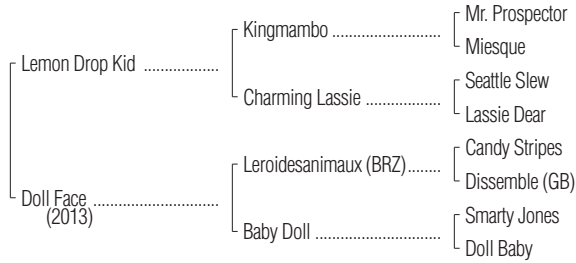 Mr. Prospector
Kingmambo ......................
Miesque
Lemon Drop Kid ..................
Seattle Slew
Charming Lassie ..................
Lassie Dear
Candy Stripes
Leroidesanimaux (BRZ)........
Dissemble (GB)
Doll Face ..............................
(2013)
Smarty Jones
Baby Doll ..............................
Doll Baby